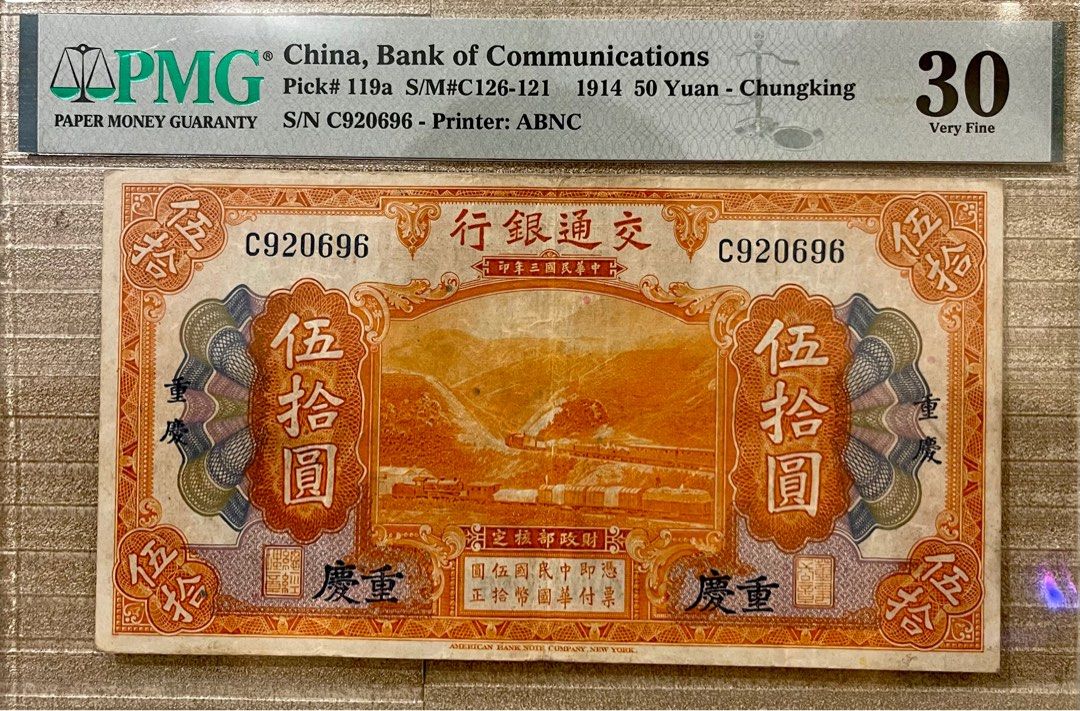 PMG®
PAPER MONEY GUARANTY
China, Bank of Communications
Pick# 119a S/M#C126-121 1914 50 Yuan - Chungking
S/N C920696 - Printer: ABNC
30
Very Fine
伍拾
C920696
交通銀行
C920696
伍拾
中華民國三年印
伍拾圓
伍拾圓
重慶
重慶
財政部核定
憑票即付中華民國國幣伍拾圓正
伍拾
重慶
重慶
伍拾
AMERICAN BANK NOTE COMPANY, NEW YORK.